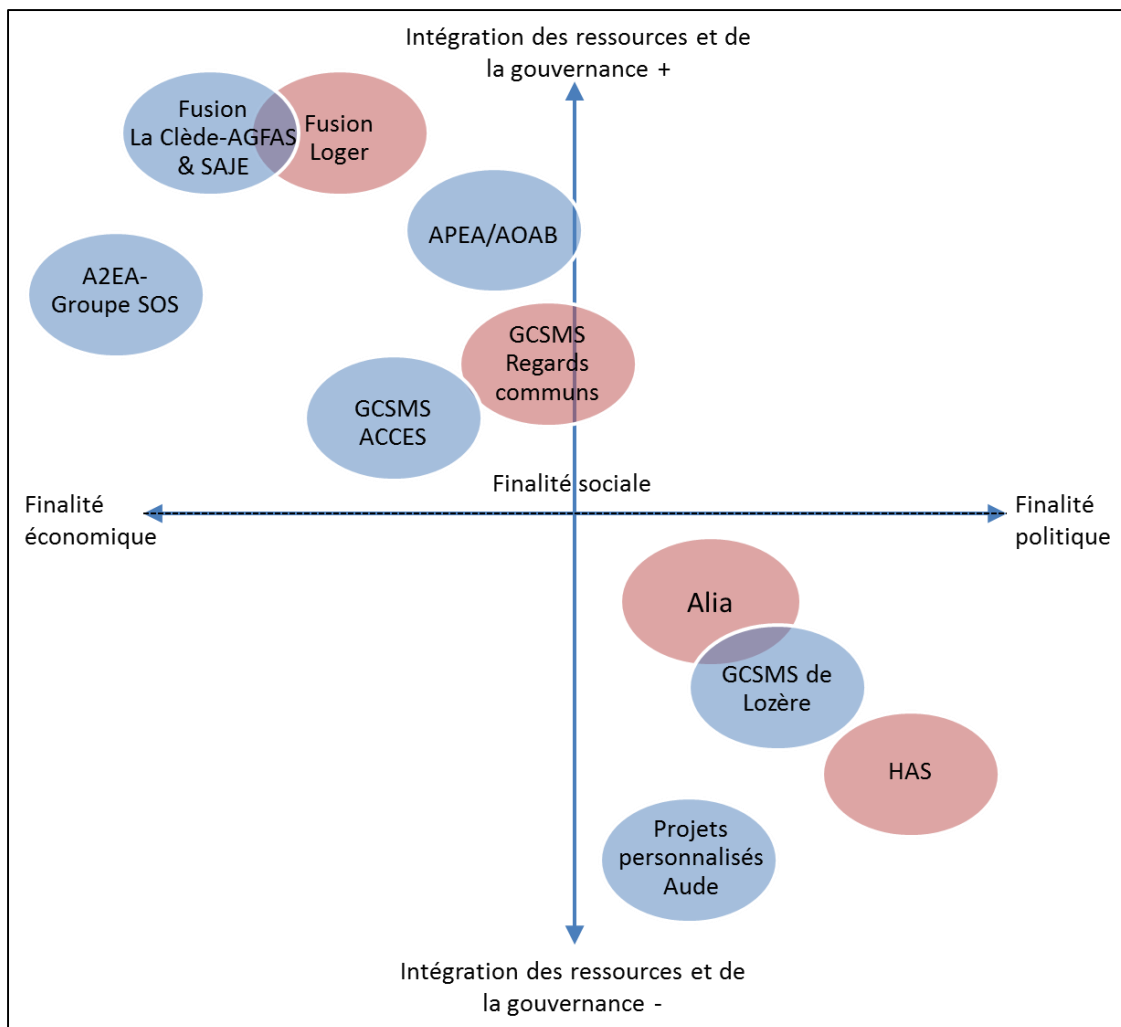 Intégration des ressources et de
la gouvernance +
Fusion
La Clède-AGFAS
& SAJE
Fusion
Loger
APEA/AOAB
A2EA-
Groupe SOS
GCSMS
Regards
communs
GCSMS
ACCES
Finalité sociale
Finalité
économique
Finalité
politique
Alia
GCSMS de
Lozère
HAS
Projets
personnalisés
Aude
Intégration des ressources et de
la gouvernance -